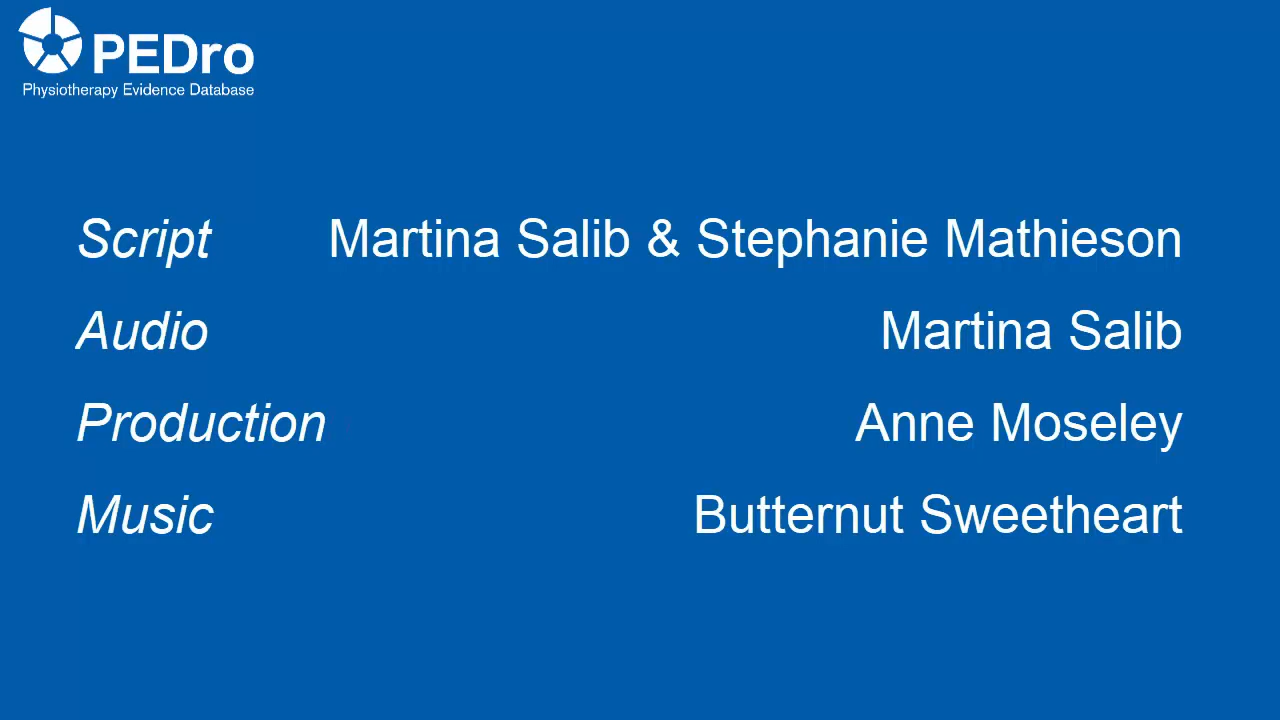 PEDro
Physiotherapy Evidence Database
Script Martina Salib & Stephanie Mathieson
Audio Martina Salib
Production Anne Moseley
Music Butternut Sweetheart